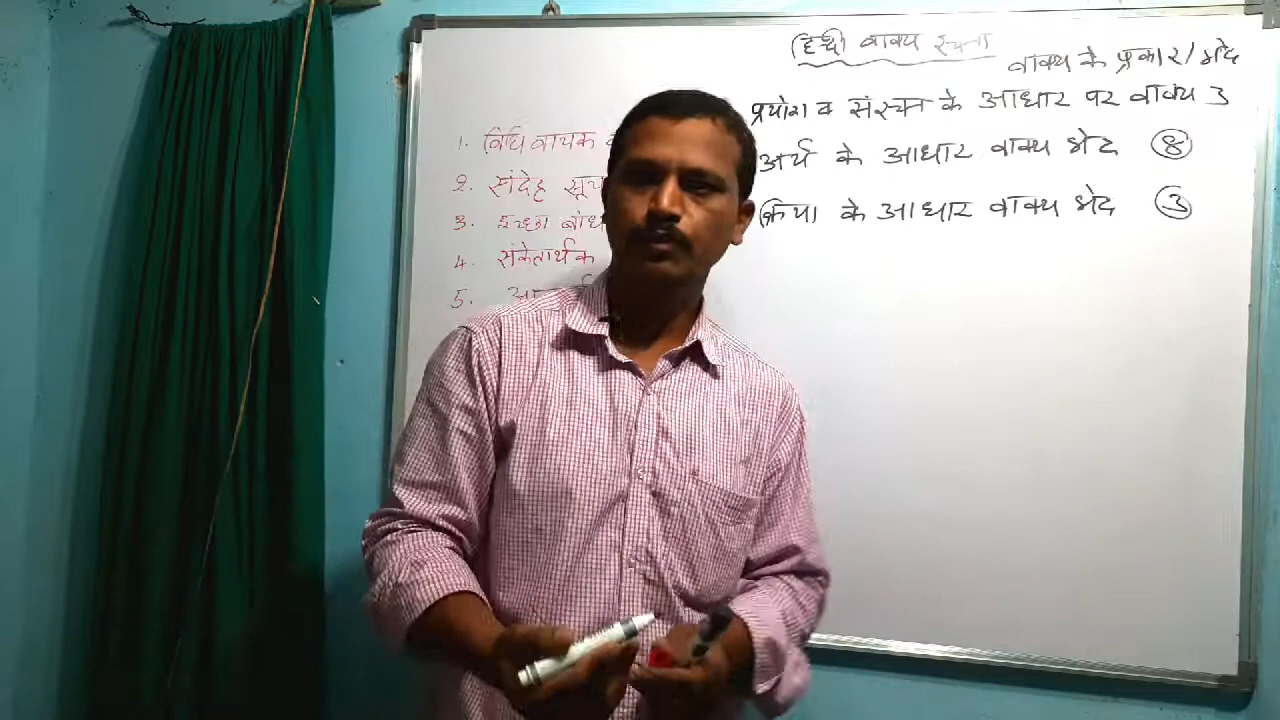 (हिन्दी) वाक्य रचना
वाक्य के प्रकार/भेद
प्रयोग व संरचना के आधार पर वाक्य 3
अर्थ के आधार वाक्य भेद 8
क्रिया के आधार वाक्य भेद 3
1. विधि वाचक
2. संदेह सूच
3. इच्छा बोध
4. संकेतार्थक
5.